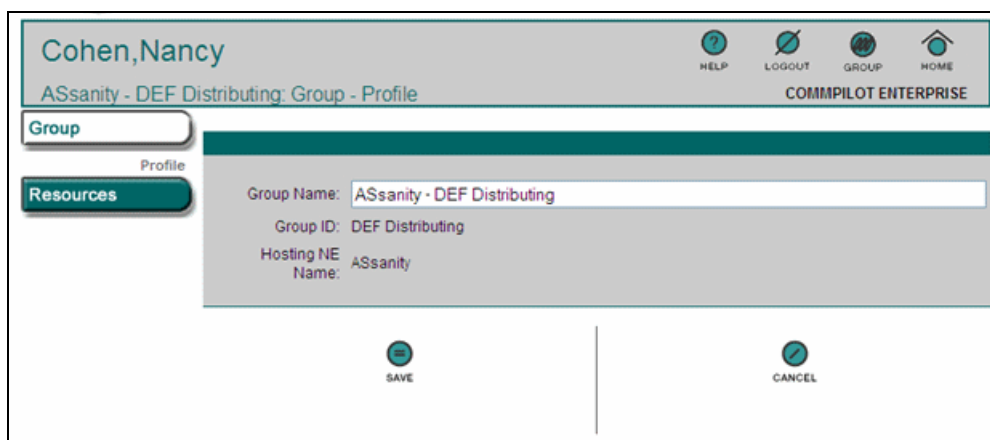 Cohen,Nancy
HELP
LOGOUT
GROUP
HOME
ASsanity - DEF Distributing: Group - Profile
COMMPILOT ENTERPRISE
Group
Profile
Resources
Group Name: ASsanity - DEF Distributing
Group ID: DEF Distributing
Hosting NE
Name: ASsanity
SAVE
CANCEL